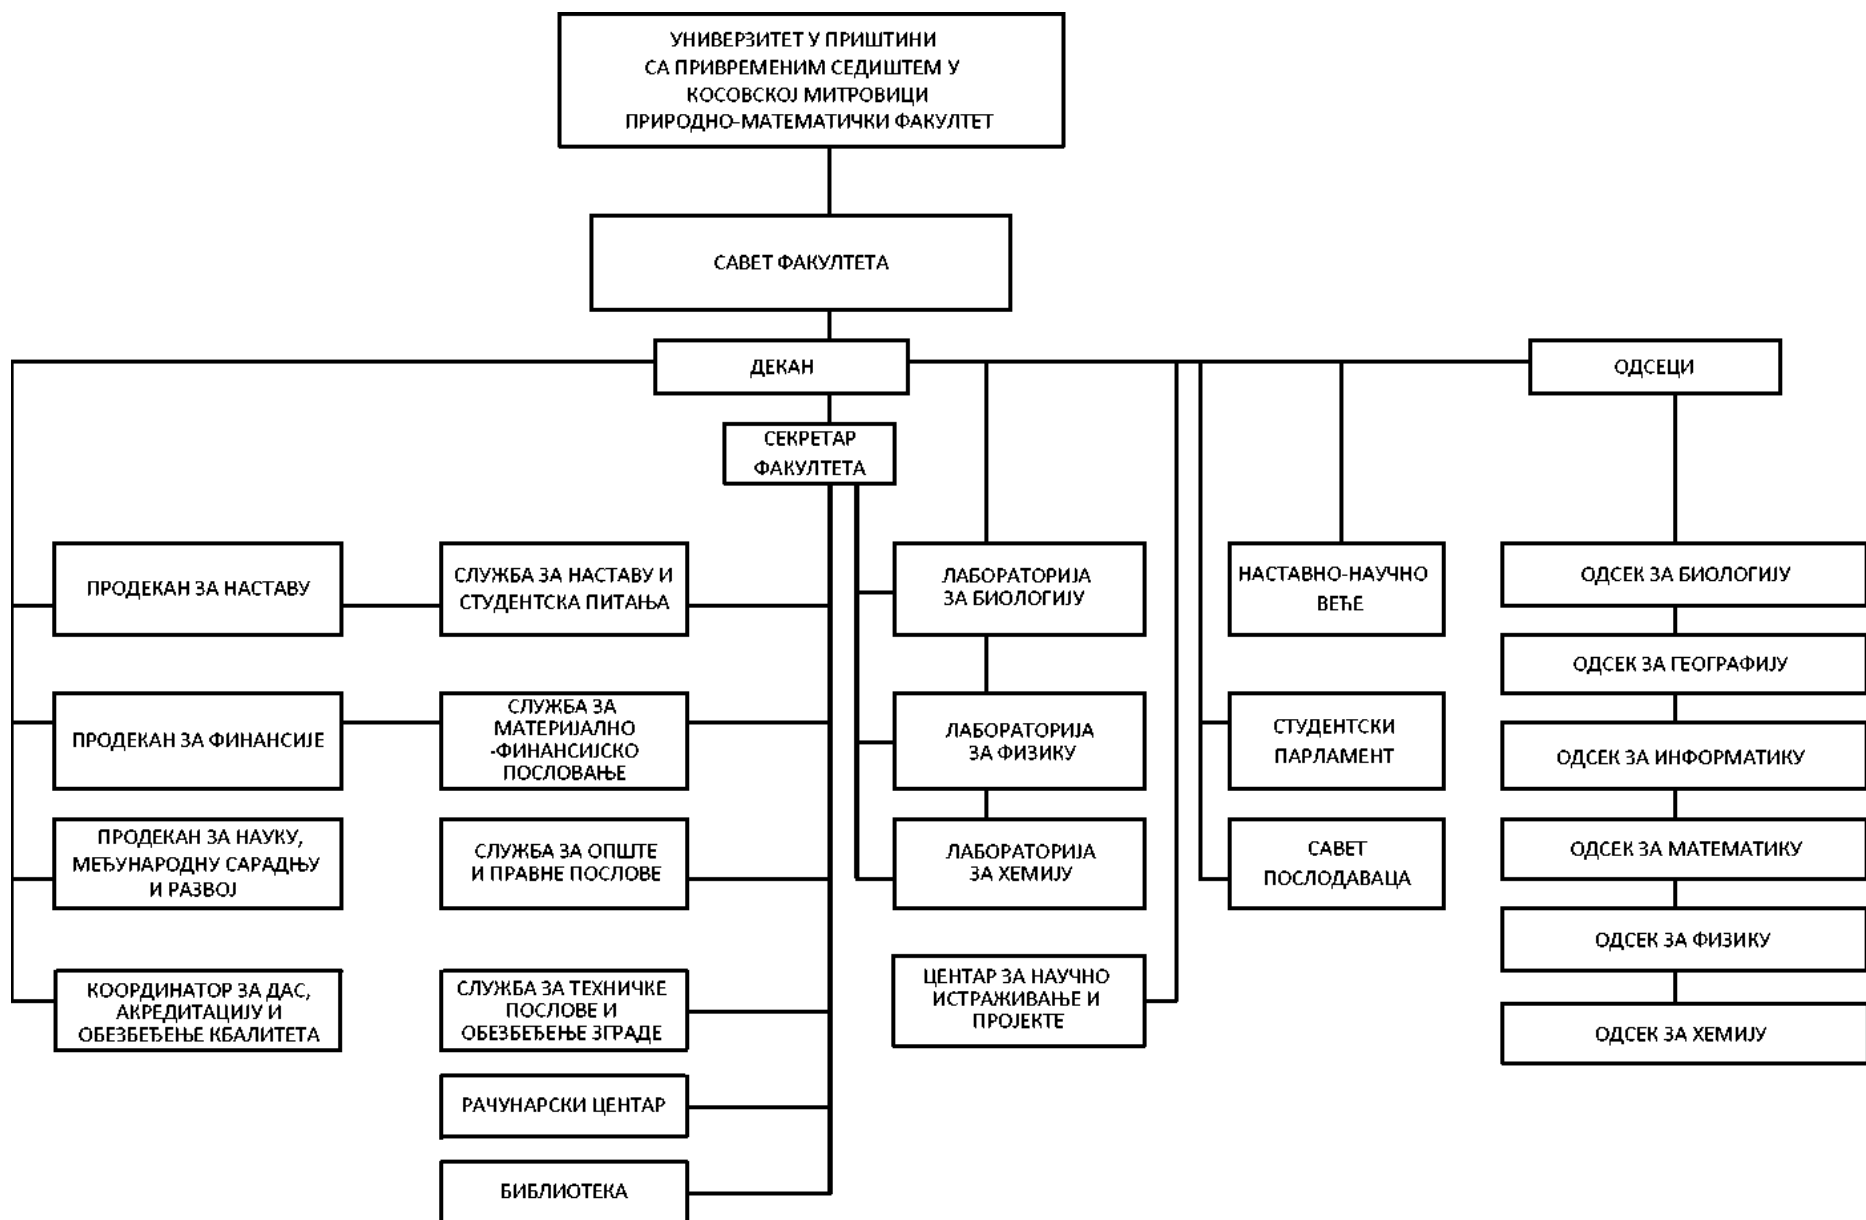 УНИВЕРЗИТЕТ У ПРИШТИНИ
СА ПРИВРЕМЕНИМ СЕДИШТЕМ У
КОСОВСКОЈ МИТРОВИЦИ
ПРИРОДНО-МАТЕМАТИЧКИ ФАКУЛТЕТ
САВЕТ ФАКУЛТЕТА
ДЕКАН
ОДСЕЦИ
СЕКРЕТАР
ФАКУЛТЕТА
ПРОДЕКАН ЗА НАСТАВУ
СЛУЖБА ЗА НАСТАВУ И
СТУДЕНТСКА ПИТАЊА
ЛАБОРАТОРИЈА
ЗА БИОЛОГИЈУ
НАСТАВНО-НАУЧНО
ВЕЋЕ
ОДСЕК ЗА БИОЛОГИЈУ
ОДСЕК ЗА ГЕОГРАФИЈУ
ПРОДЕКАН ЗА ФИНАНСИЈЕ
СЛУЖБА ЗА
МАТЕРИЈАЛНО
-ФИНАНСИЈСКО
ПОСЛОВАЊЕ
ЛАБОРАТОРИЈА
ЗА ФИЗИКУ
СТУДЕНТСКИ
ПАРЛАМЕНТ
ОДСЕК ЗА ИНФОРМАТИКУ
ПРОДЕКАН ЗА НАУКУ,
МЕЂУНАРОДНУ САРАДЊУ
И РАЗВОЈ
СЛУЖБА ЗА ОПШТЕ
И ПРАВНЕ ПОСЛОВЕ
ЛАБОРАТОРИЈА
ЗА ХЕМИЈУ
САВЕТ
ПОСЛОДАВАЦА
ОДСЕК ЗА МАТЕМАТИКУ
ОДСЕК ЗА ФИЗИКУ
КООРДИНАТОР ЗА ДАС,
АКРЕДИТАЦИЈУ И
ОБЕЗБЕЂЕЊЕ КБАЛИТЕТА
СЛУЖБА ЗА ТЕХНИЧКЕ
ПОСЛОВЕ И
ОБЕЗБЕЂЕЊЕ ЗГРАДЕ
ЦЕНТАР ЗА НАУЧНО
ИСТРАЖИВАЊЕ И
ПРОЈЕКТЕ
ОДСЕК ЗА ХЕМИЈУ
РАЧУНАРСКИ ЦЕНТАР
БИБЛИОТЕКА